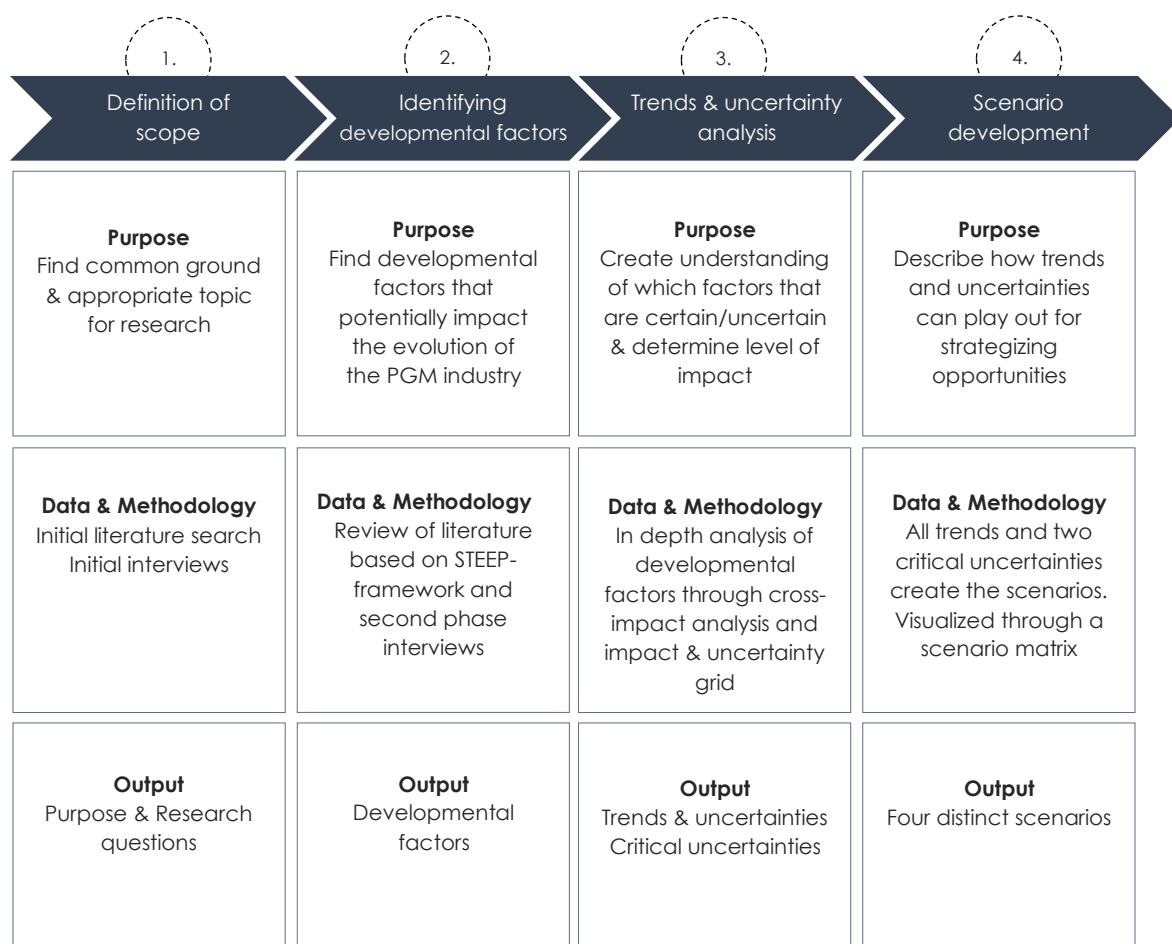 1.
2.
3.
4.
Definition of
scope
Identifying
developmental factors
Trends & uncertainty
analysis
Scenario
development
Purpose
Find common ground
& appropriate topic
for research
Purpose
Find developmental
factors that
potentially impact
the evolution of
the PGM industry
Purpose
Create understanding
of which factors that
are certain/uncertain
& determine level of
impact
Purpose
Describe how trends
and uncertainties
can play out for
strategizing
opportunities
Data & Methodology
Initial literature search
Initial interviews
Data & Methodology
Review of literature
based on STEEP-
framework and
second phase
interviews
Data & Methodology
In depth analysis of
developmental
factors through cross-
impact analysis and
impact & uncertainty
grid
Data & Methodology
All trends and two
critical uncertainties
create the scenarios.
Visualized through a
scenario matrix
Output
Purpose & Research
questions
Output
Developmental
factors
Output
Trends & uncertainties
Critical uncertainties
Output
Four distinct scenarios